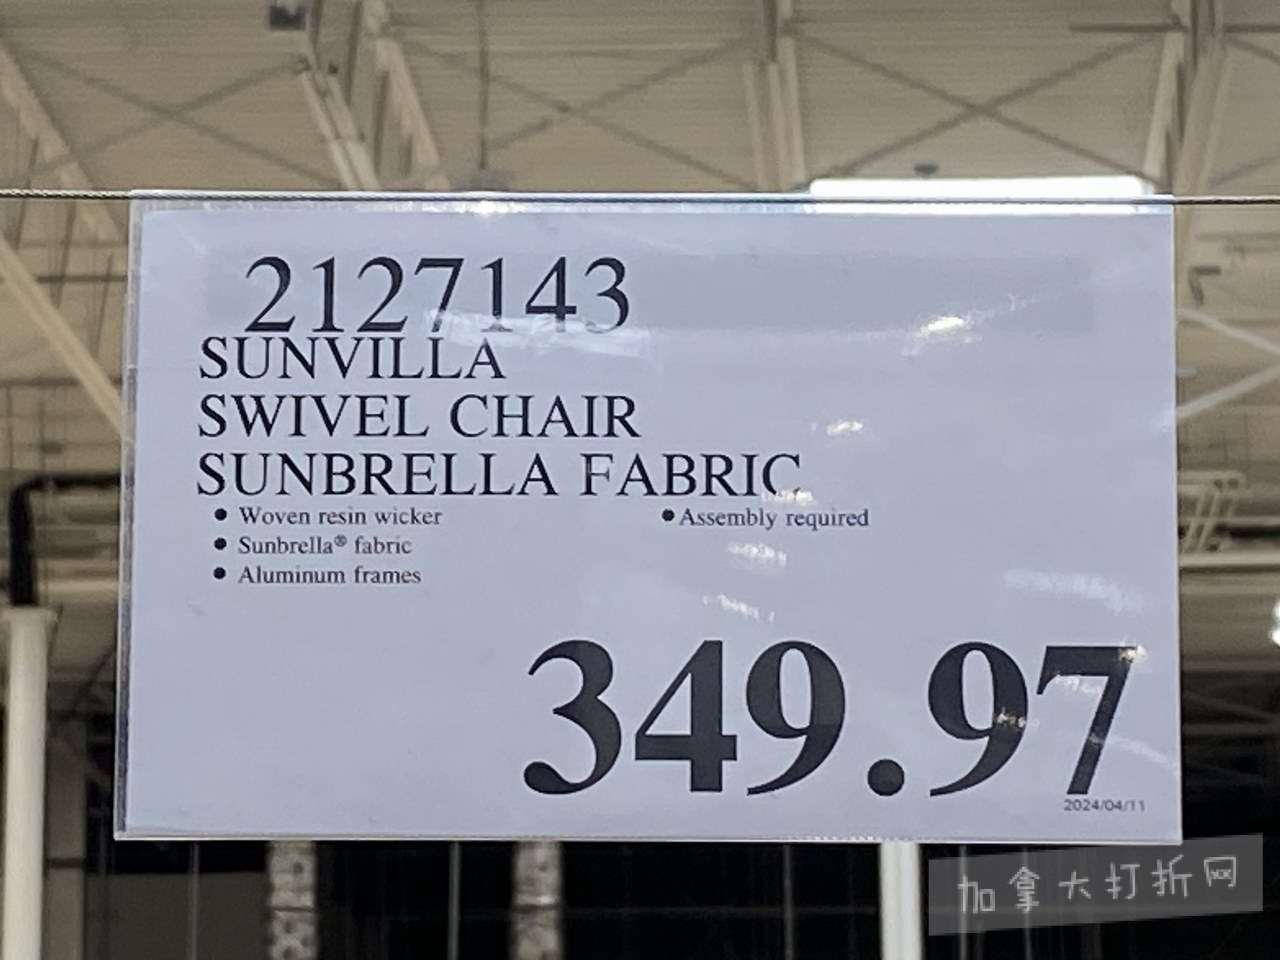 2127143
SUNVILLA
SWIVEL CHAIR
SUNBRELLA FABRIC
• Woven resin wicker
• Assembly required
• Sunbrella® fabric
• Aluminum frames
349.97
2024/04/11
加拿大打折网